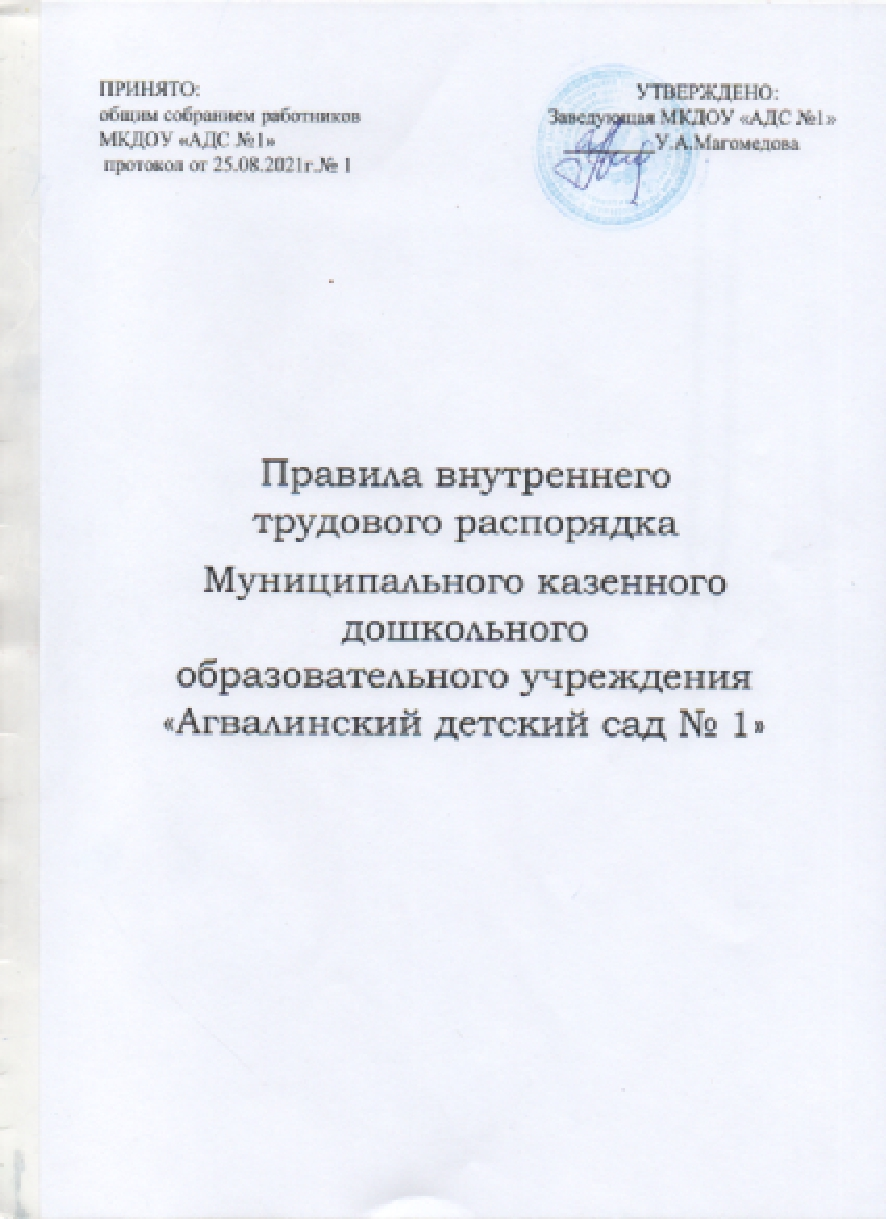 ПРИНЯТО:
общим собранием работников
МКДОУ «АДС №1»
протокол от 25.08.2021г.№ 1
УТВЕРЖДЕНО:
Заведующая МКДОУ «АДС №1»
У.А.Магомедова
Правила внутреннего
трудового распорядка
Муниципального казенного
дошкольного
образовательного учреждения
«Агвалинский детский сад № 1»